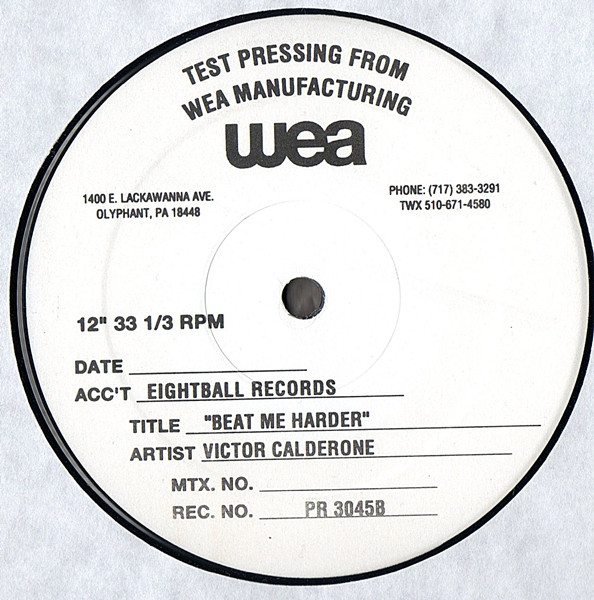 TEST PRESSING FROM
WEA MANUFACTURING
wea
1400 E. LACKAWANNA AVE.
OLYPHANT, PA 18448
PHONE: (717) 383-3291
TWX 510-671-4580
12" 33 1/3 RPM
DATE
ACC'T EIGHTBALL RECORDS
TITLE "BEAT ME HARDER"
ARTIST VICTOR CALDERONE
MTX. NO.
REC. NO. PR 3045B